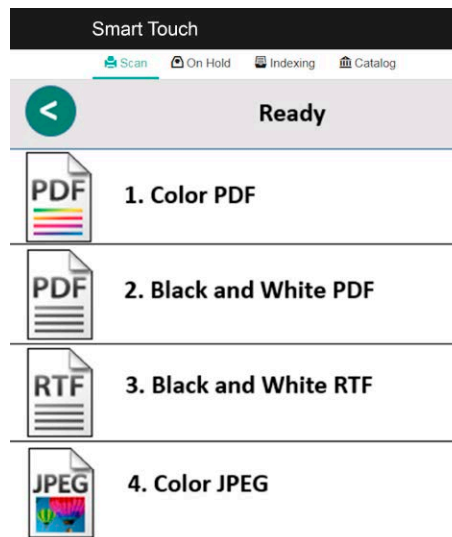 Smart Touch
Scan On Hold Indexing Catalog
< Ready
PDF 1. Color PDF
PDF 2. Black and White PDF
RTF 3. Black and White RTF
JPEG 4. Color JPEG